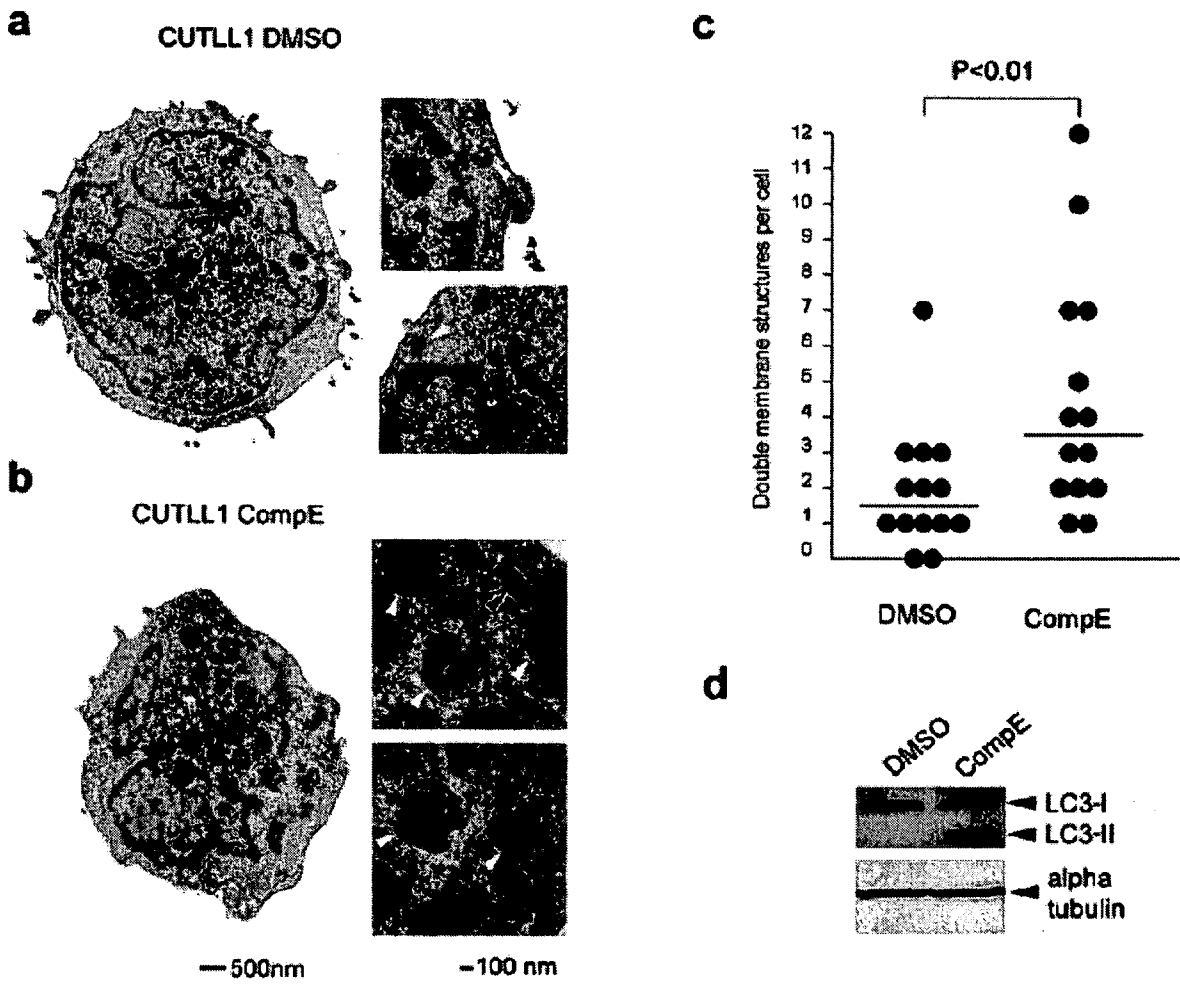 a
CUTLL1 DMSO
b
CUTLL1 CompE
500nm
100 nm
c
P<0.01
Double membrane structures per cell
12
11
10
9
8
7
6
5
4
3
2
1
0
DMSO
CompE
d
DMSO
CompE
LC3-I
LC3-II
alpha
tubulin